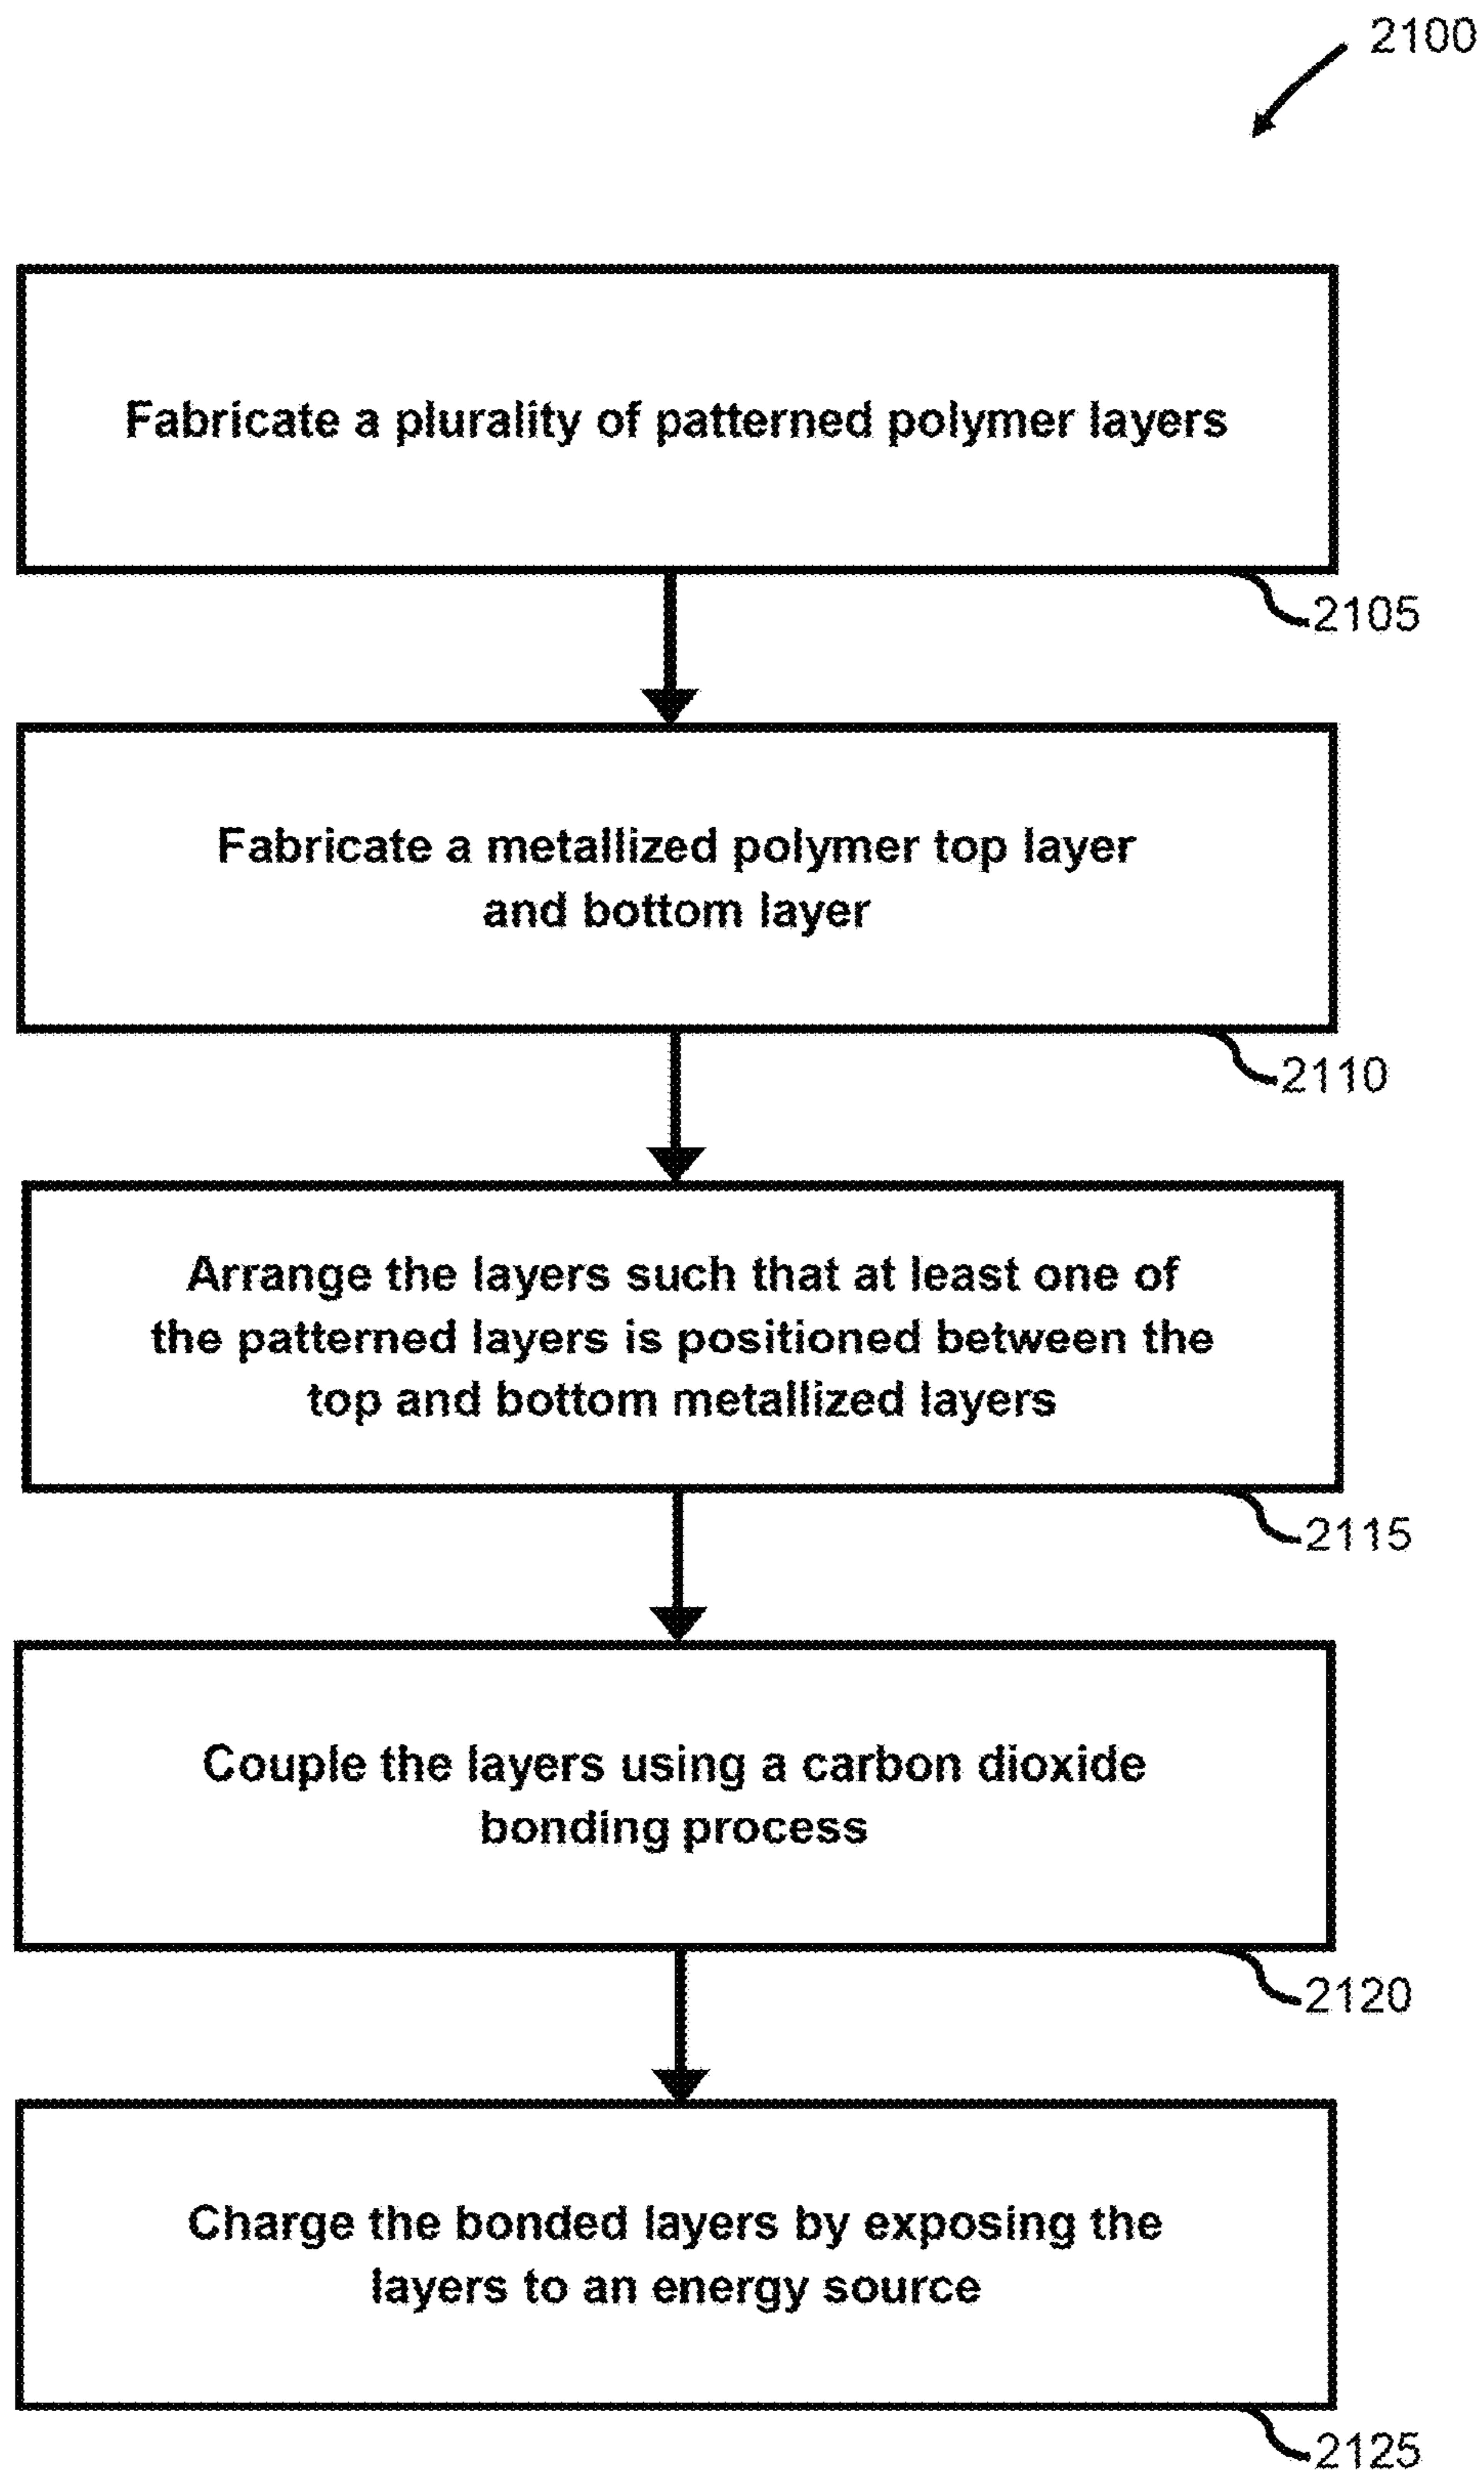 2100
Fabricate a plurality of patterned polymer layers
2105
Fabricate a metallized polymer top layer
and bottom layer
2110
Arrange the layers such that at least one of
the patterned layers is positioned between the
top and bottom metallized layers
2115
Couple the layers using a carbon dioxide
bonding process
2120
Charge the bonded layers by exposing the
layers to an energy source
2125